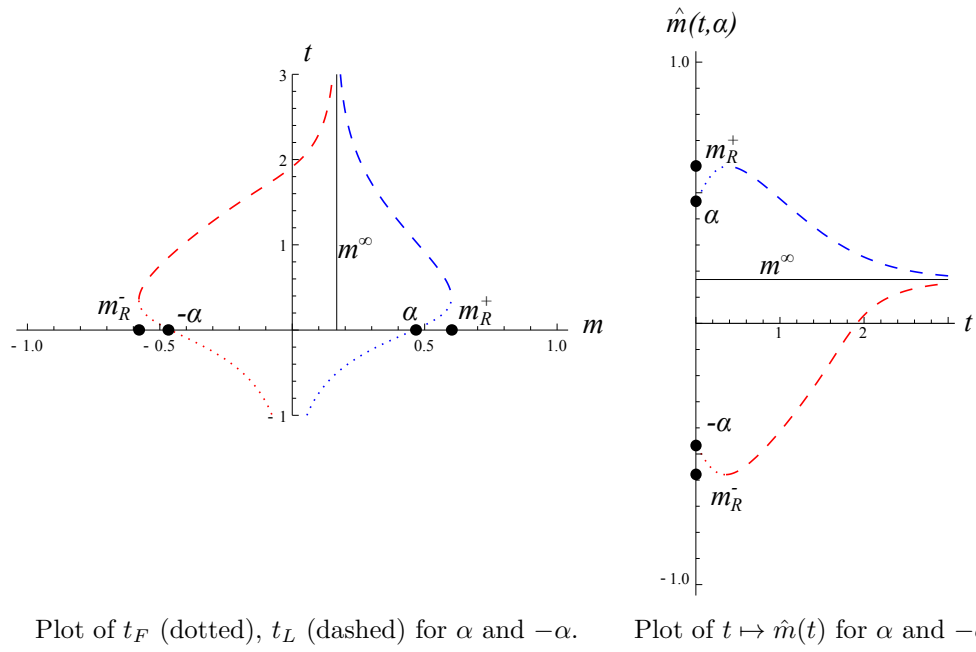 t
3
2
1
m^∞
m_R^-
-α
α
m_R^+
m
-1.0
-0.5
0.5
1.0
-1
m̂(t,α)
1.0
m_R^+
α
m^∞
1
2
t
-α
m_R^-
-1.0
Plot of t_F (dotted), t_L (dashed) for α and −α.
Plot of t ↦ m̂(t) for α and −